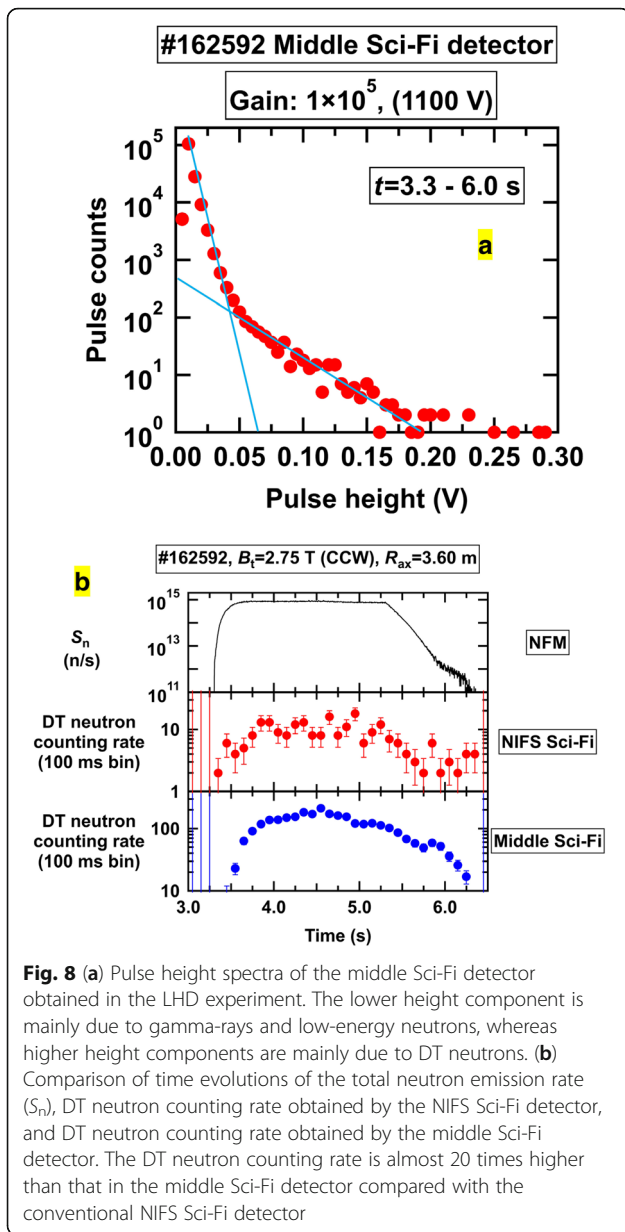 #162592 Middle Sci-Fi detector
Gain: 1×10⁵, (1100 V)
t=3.3 - 6.0 s
a
Pulse counts
10⁵
10⁴
10³
10²
10¹
10⁰
0.00 0.05 0.10 0.15 0.20 0.25 0.30
Pulse height (V)
b
#162592, Bₜ=2.75 T (CCW), Rₐₓ=3.60 m
Sₙ
(n/s)
10¹⁵
10¹³
10¹¹
NFM
DT neutron
counting rate
(100 ms bin)
10
1
NIFS Sci-Fi
DT neutron
counting rate
(100 ms bin)
100
10
Middle Sci-Fi
3.0 4.0 5.0 6.0
Time (s)
Fig. 8 (a) Pulse height spectra of the middle Sci-Fi detector
obtained in the LHD experiment. The lower height component is
mainly due to gamma-rays and low-energy neutrons, whereas
higher height components are mainly due to DT neutrons. (b)
Comparison of time evolutions of the total neutron emission rate
(Sₙ), DT neutron counting rate obtained by the NIFS Sci-Fi detector,
and DT neutron counting rate obtained by the middle Sci-Fi
detector. The DT neutron counting rate is almost 20 times higher
than that in the middle Sci-Fi detector compared with the
conventional NIFS Sci-Fi detector